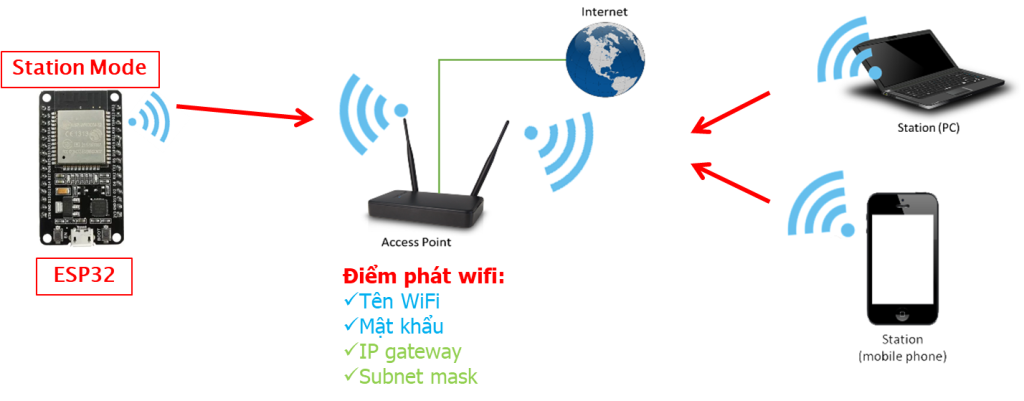 Internet
Station Mode
Station (PC)
Access Point
ESP32
Điểm phát wifi:
✓Tên WiFi
✓Mật khẩu
✓IP gateway
✓Subnet mask
Station
(mobile phone)